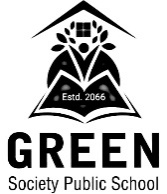 Estd. 2066
GREEN
Society Public School